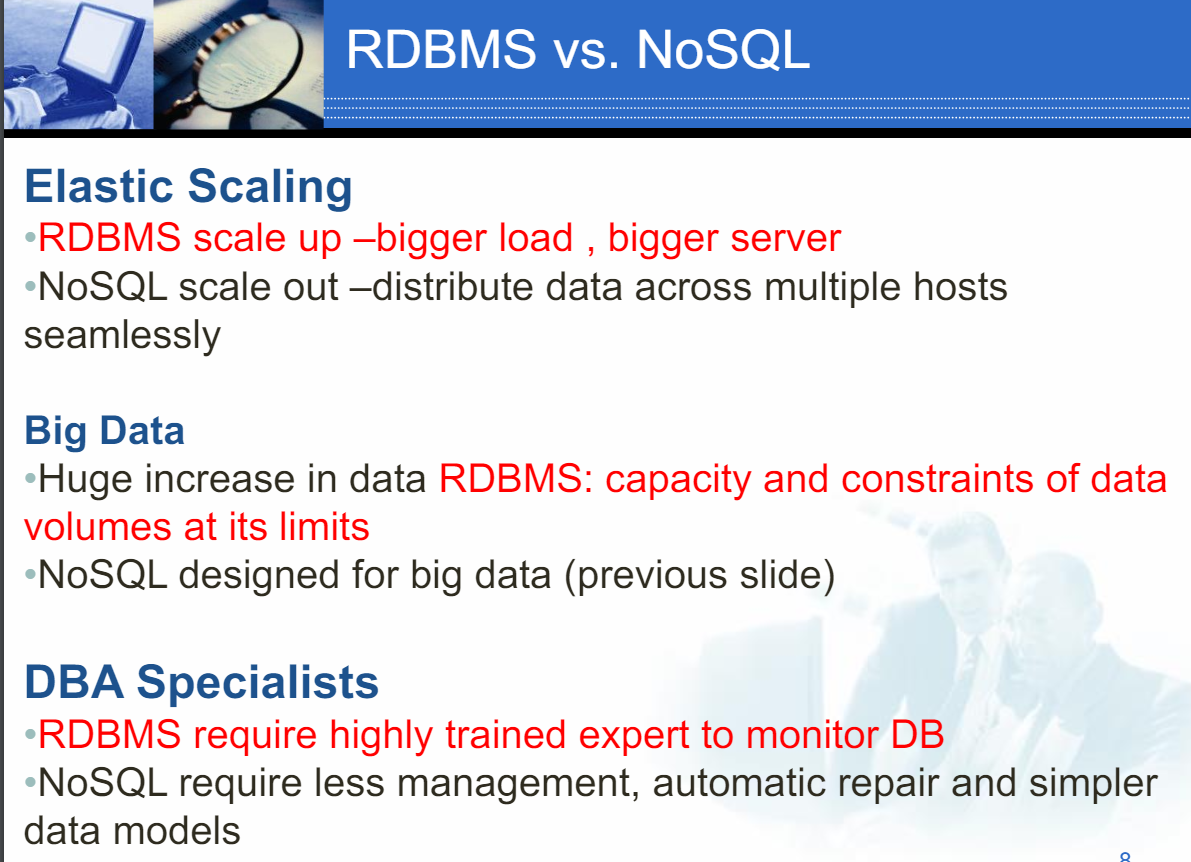 RDBMS vs. NoSQL
Elastic Scaling
•RDBMS scale up –bigger load , bigger server
•NoSQL scale out –distribute data across multiple hosts
seamlessly
Big Data
•Huge increase in data RDBMS: capacity and constraints of data
volumes at its limits
•NoSQL designed for big data (previous slide)
DBA Specialists
•RDBMS require highly trained expert to monitor DB
•NoSQL require less management, automatic repair and simpler
data models
8